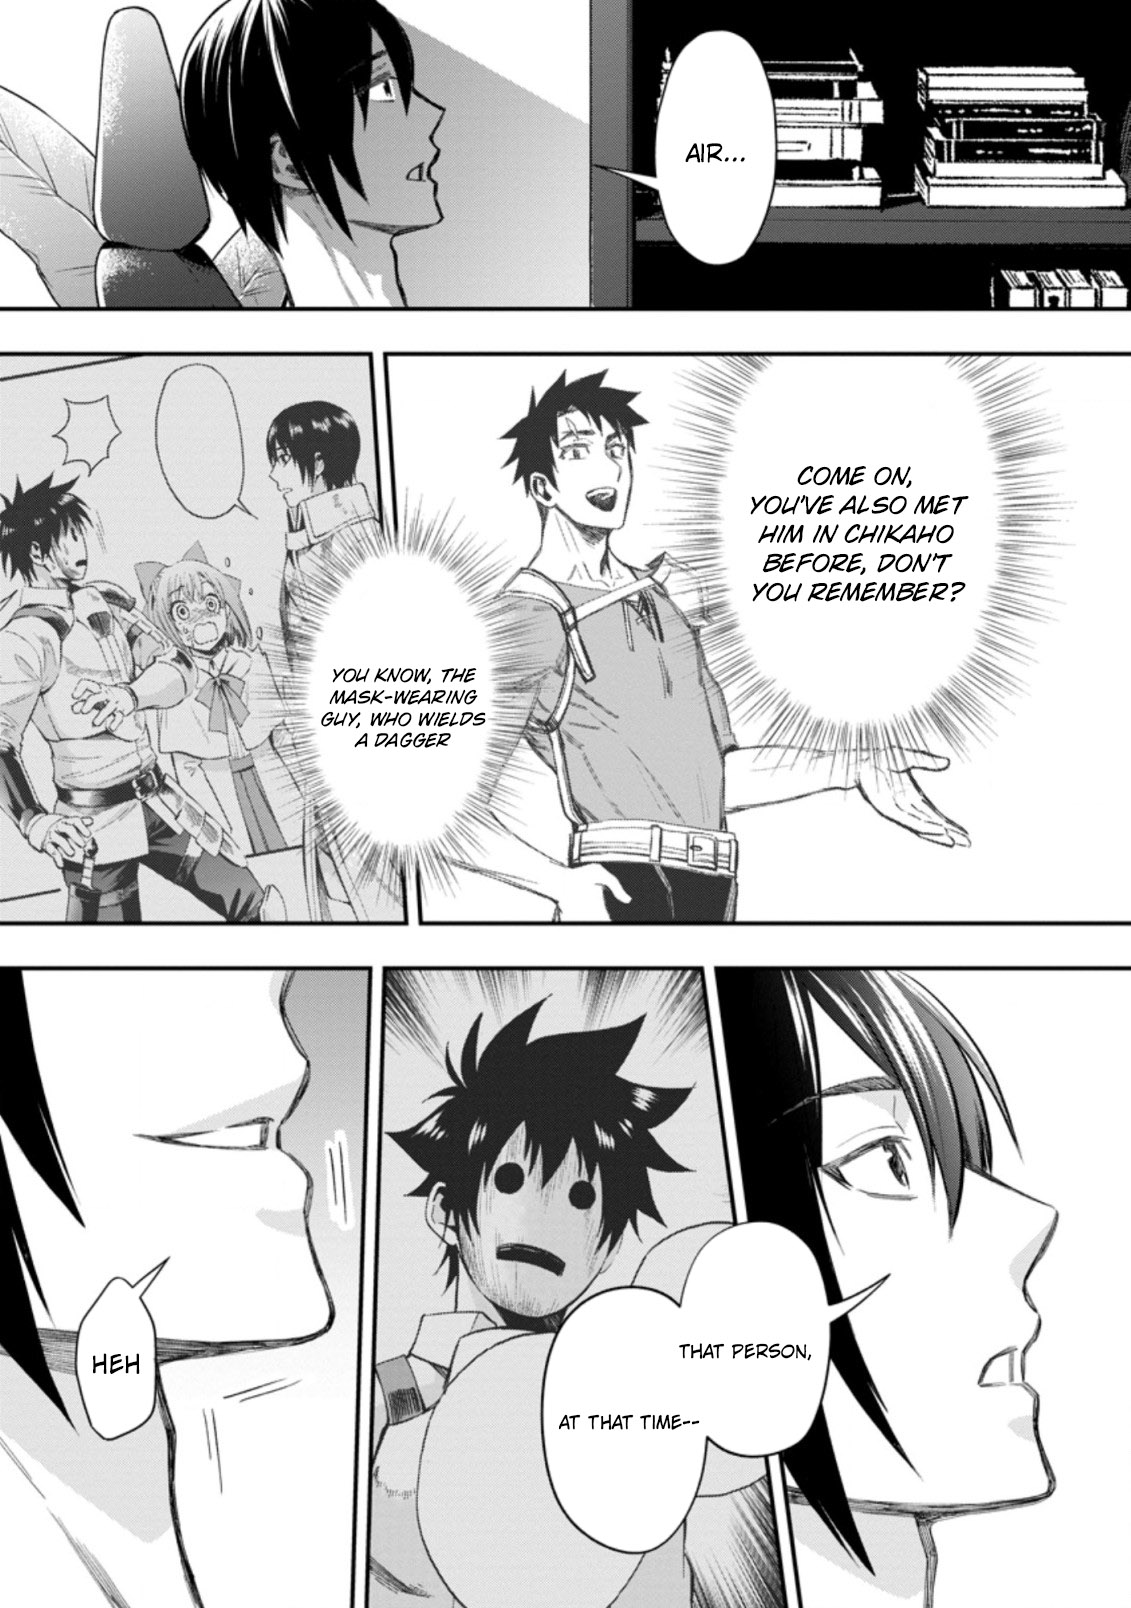 AIR...
COME ON,
YOU'VE ALSO MET
HIM IN CHIKAHO
BEFORE, DON'T
YOU REMEMBER?
YOU KNOW, THE
MASK-WEARING
GUY, WHO WIELDS
A DAGGER
THAT PERSON,
AT THAT TIME--
HEH